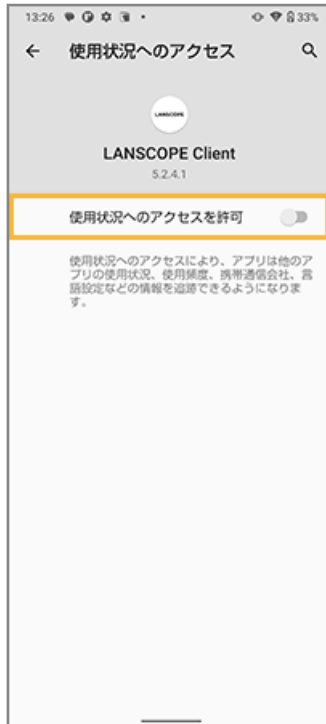 13:26
33%
使用状況へのアクセス
LANSCOPE
LANSCOPE Client
5.2.4.1
使用状況へのアクセスを許可
使用状況へのアクセスにより、アプリは他のア
プリの使用状況、使用頻度、携帯通信会社、言
語設定などの情報を追跡できるようになりま
す。